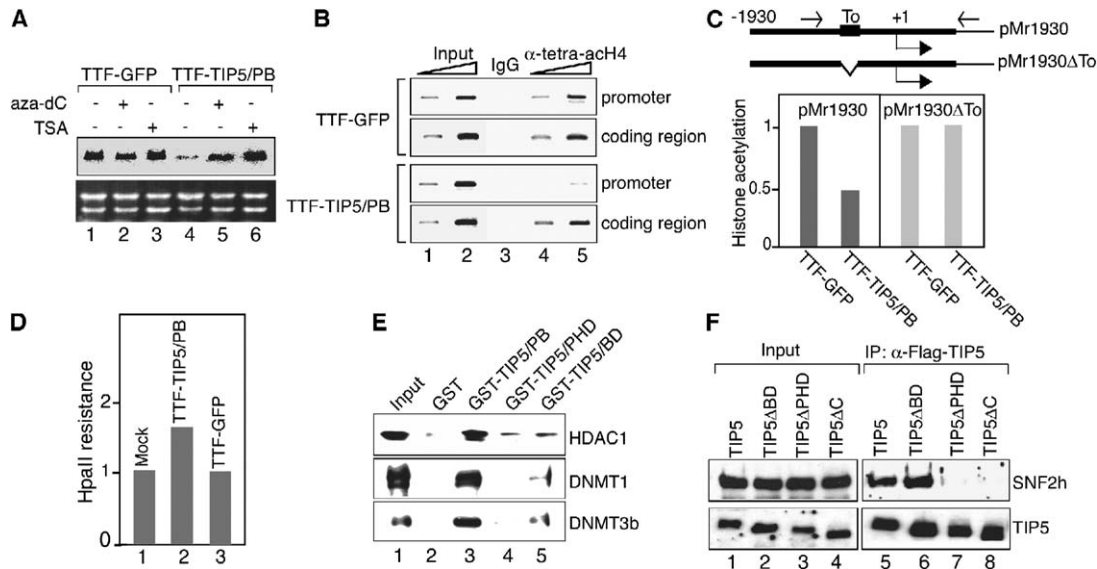 A
TTF-GFP TTF-TIP5/PB
aza-dC - + - - + -
TSA - - + - - +
1 2 3 4 5 6
B
Input IgG α-tetra-acH4
TTF-GFP
promoter
coding region
TTF-TIP5/PB
promoter
coding region
1 2 3 4 5
C
-1930 To +1
pMr1930
pMr1930ΔTo
pMr1930 pMr1930ΔTo
Histone acetylation
1
0.5
0
TTF-GFP
TTF-TIP5/PB
TTF-GFP
TTF-TIP5/PB
D
HpaII resistance
2
1
0
Mock
TTF-TIP5/PB
TTF-GFP
1 2 3
E
Input
GST
GST-TIP5/PB
GST-TIP5/PHD
GST-TIP5/BD
HDAC1
DNMT1
DNMT3b
1 2 3 4 5
F
Input IP: α-Flag-TIP5
TIP5
TIP5ΔBD
TIP5ΔPHD
TIP5ΔC
TIP5
TIP5ΔBD
TIP5ΔPHD
TIP5ΔC
SNF2h
TIP5
1 2 3 4 5 6 7 8